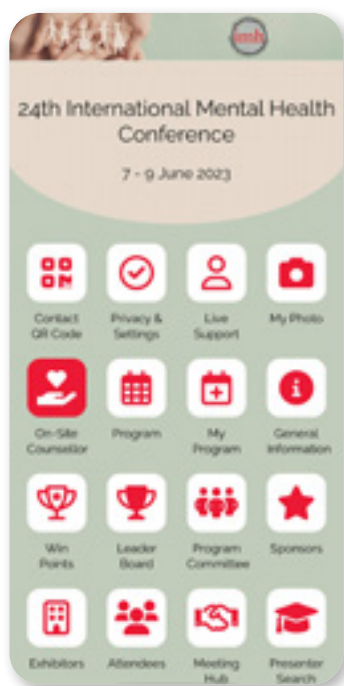 amh
24th International Mental Health
Conference
7 - 9 June 2023
Contact
QR Code
Privacy &
Settings
Live
Support
My Photo
On-Site
Counsellor
Program
My
Program
General
Information
Win
Points
Leader
Board
Program
Committee
Sponsors
Exhibitors
Attendees
Meeting
Hub
Presenter
Search